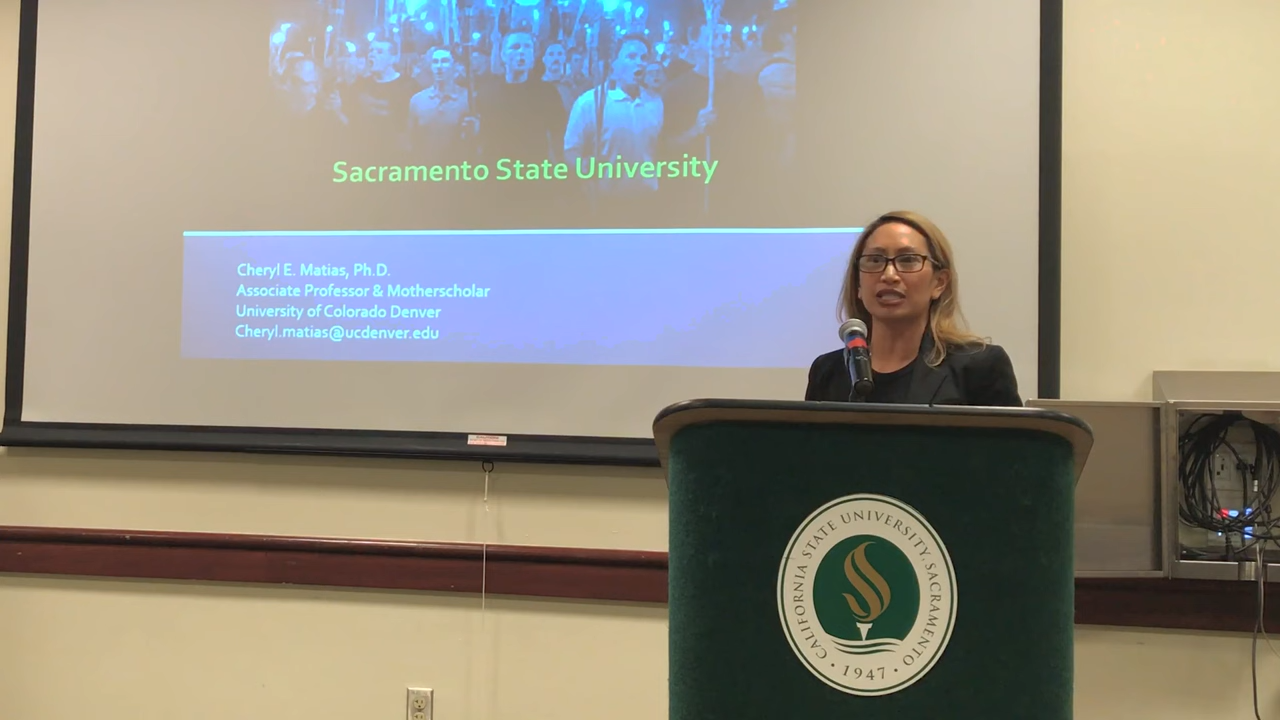 Sacramento State University
Cheryl E. Matias, Ph.D.
Associate Professor & Motherscholar
University of Colorado Denver
Cheryl.matias@ucdenver.edu
CALIFORNIA STATE UNIVERSITY, SACRAMENTO
• 1947 •